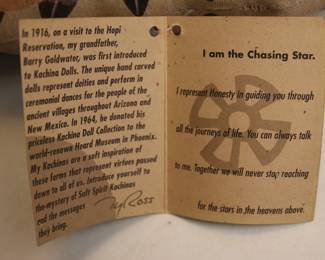 In 1916, on a visit to the Hopi
Reservation, my grandfather,
Barry Goldwater, was first introduced
to Kachina Dolls. The unique hand carved
dolls represent deities and perform in
ceremonial dances for the people of the
ancient villages throughout Arizona and
New Mexico. In 1964, he donated his
priceless Kachina Doll Collection to the
world-renown Heard Museum in Phoenix.
My Kachinas are a soft inspiration of
these forms that represent virtues passed
down to all of us. Introduce yourself to
the mystery of Soft Spirit Kachinas
and the messages
they bring.
Ty Ross
I am the Chasing Star.
I represent Honesty in guiding you through
all the journeys of life. You can always talk
to me. Together we will never stop reaching
for the stars in the heavens above.